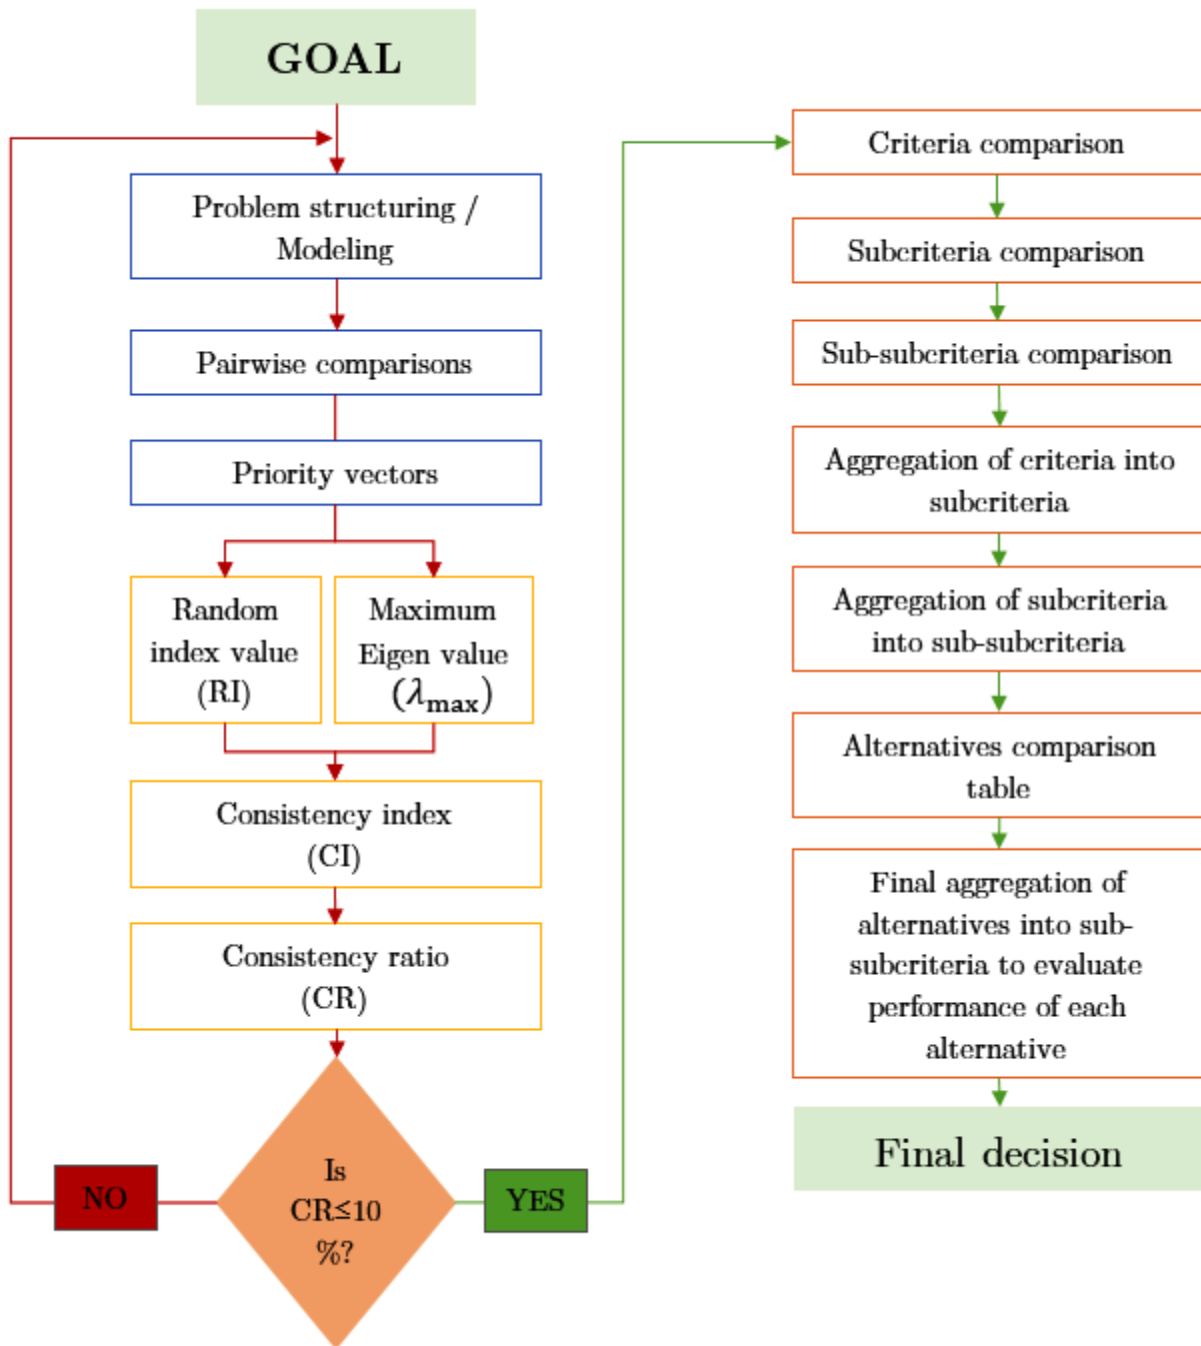 GOAL
Problem structuring /
Modeling
Pairwise comparisons
Priority vectors
Random
index value
(RI)
Maximum
Eigen value
(λmax)
Consistency index
(CI)
Consistency ratio
(CR)
Is
CR≤10
%?
NO
YES
Criteria comparison
Subcriteria comparison
Sub-subcriteria comparison
Aggregation of criteria into
subcriteria
Aggregation of subcriteria
into sub-subcriteria
Alternatives comparison
table
Final aggregation of
alternatives into sub-
subcriteria to evaluate
performance of each
alternative
Final decision